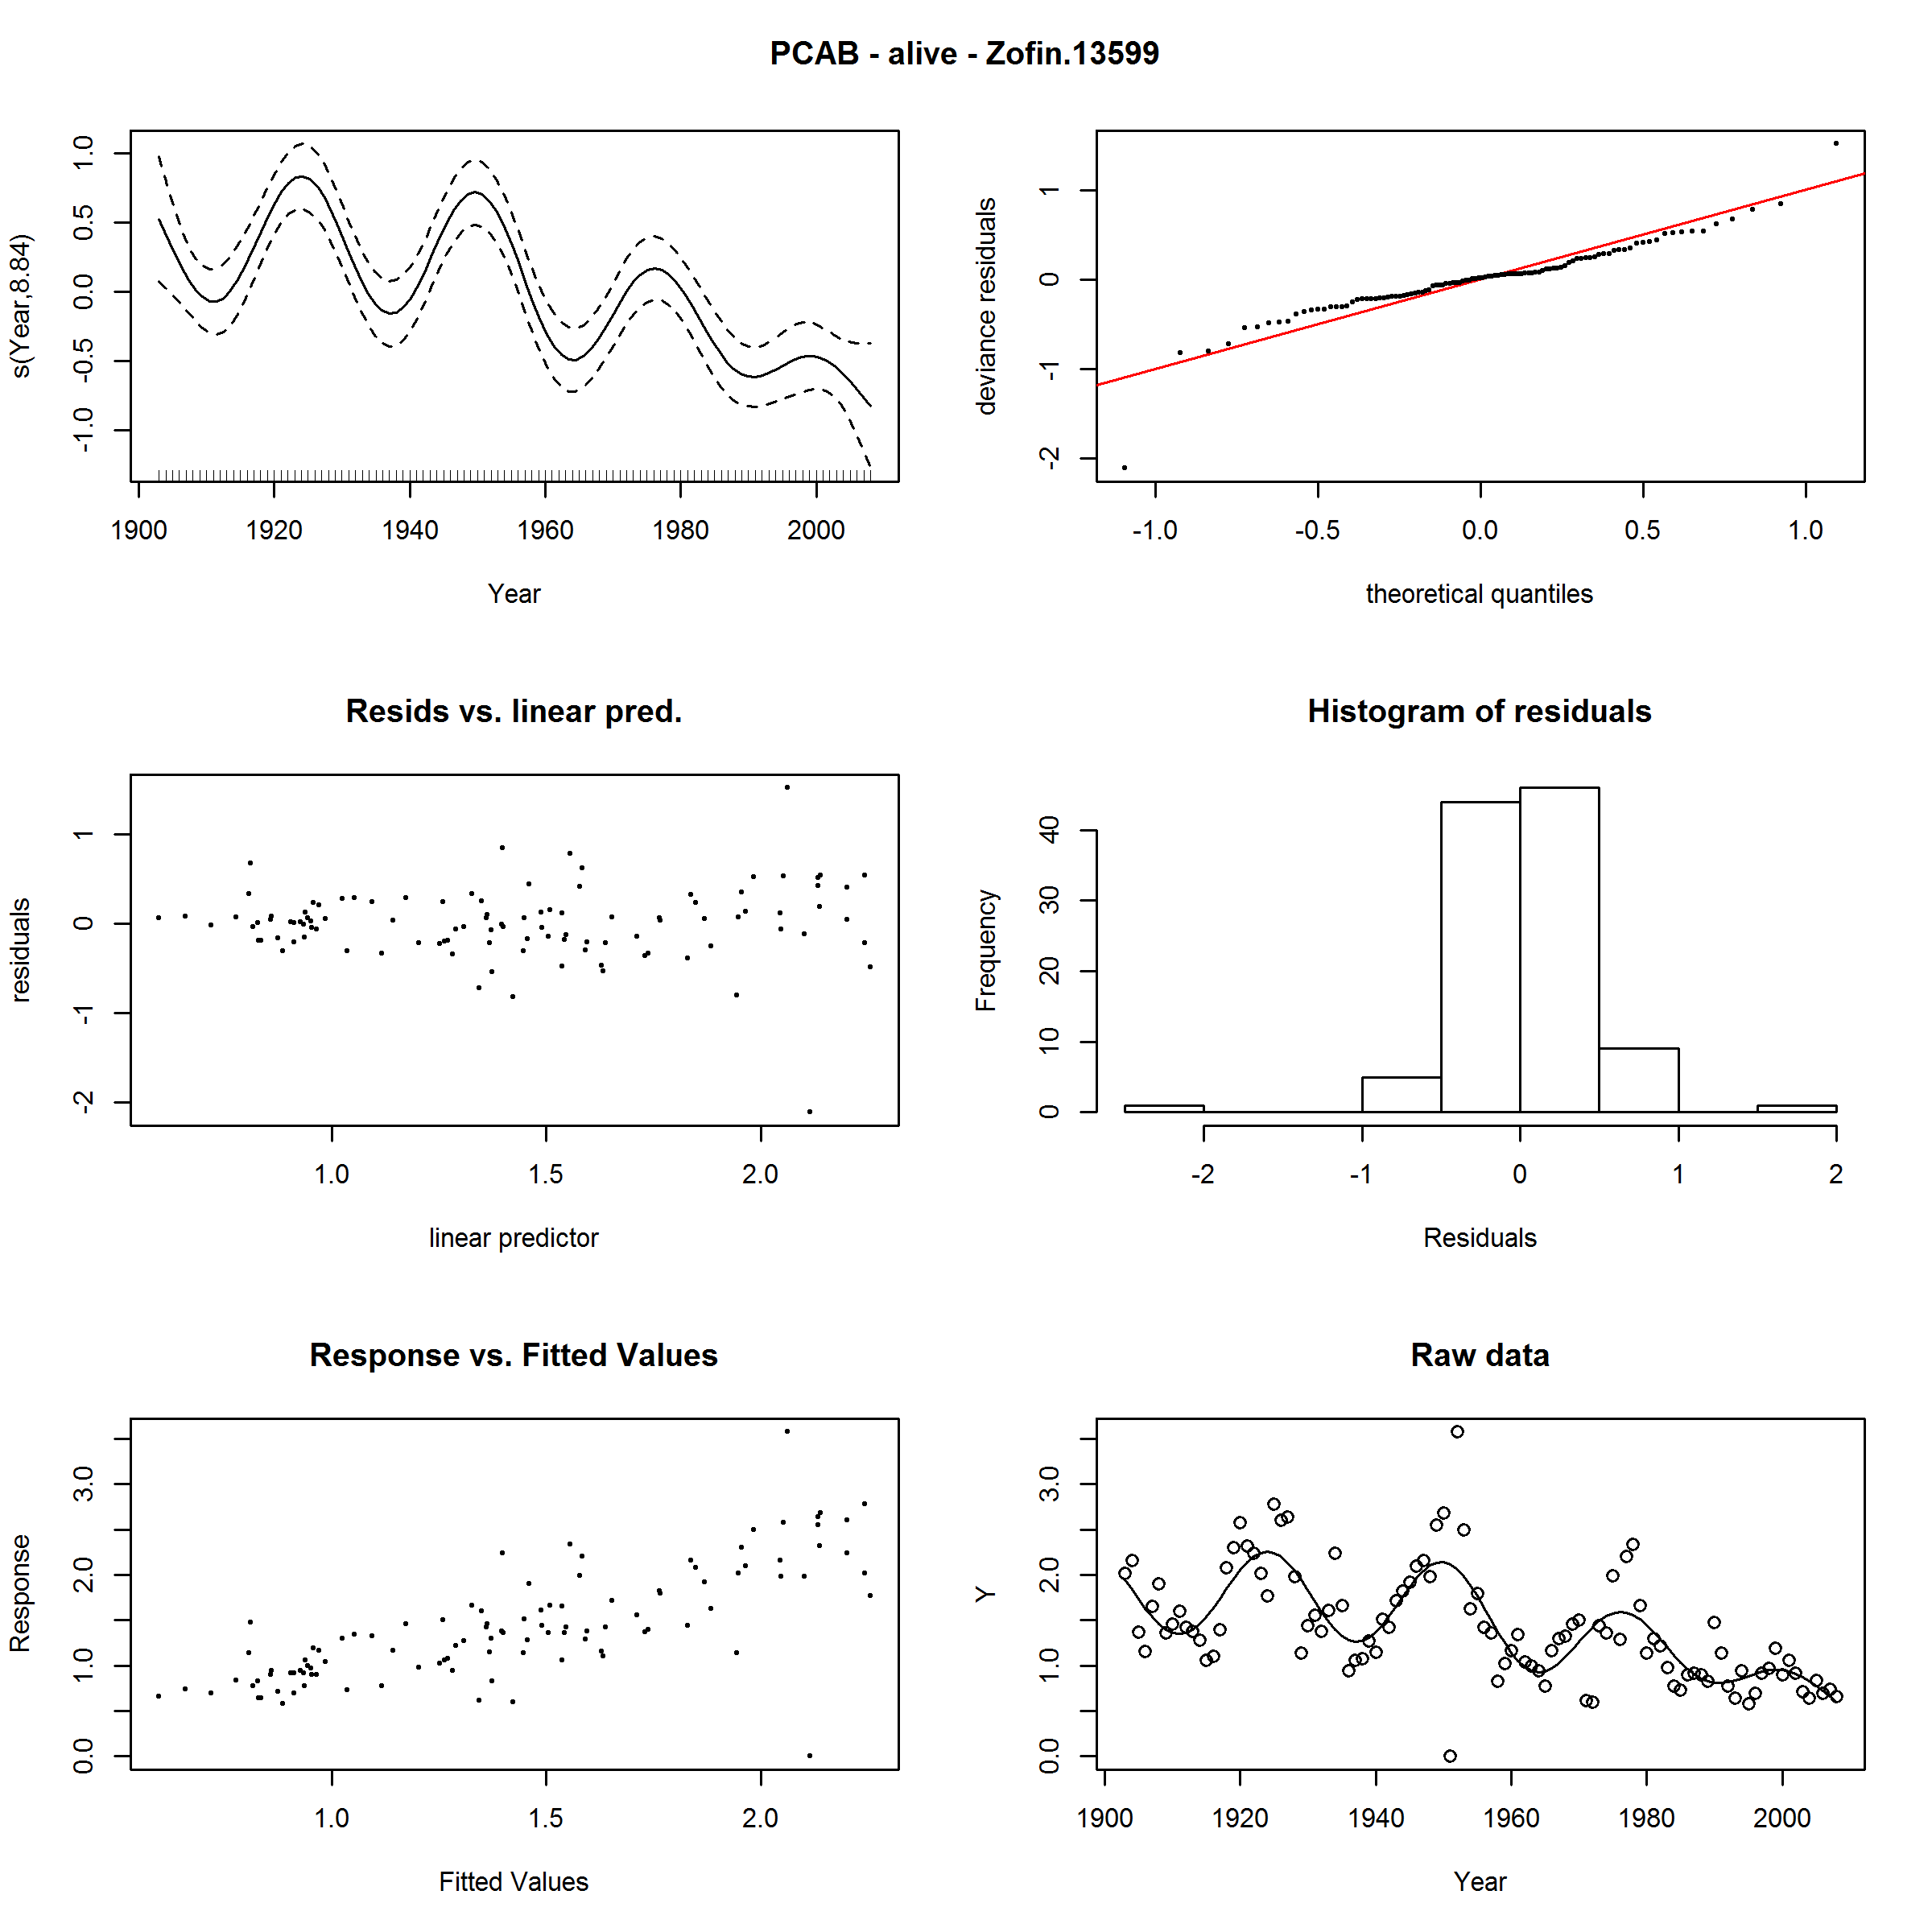 PCAB - alive - Zofin.13599
s(Year,8.84)
1.0
0.5
0.0
-0.5
-1.0
1900 1920 1940 1960 1980 2000
Year
deviance residuals
1
0
-1
-2
-1.0 -0.5 0.0 0.5 1.0
theoretical quantiles
Resids vs. linear pred.
residuals
1
0
-1
-2
1.0 1.5 2.0
linear predictor
Histogram of residuals
Frequency
40
30
20
10
0
-2 -1 0 1 2
Residuals
Response vs. Fitted Values
Response
3.0
2.0
1.0
0.0
1.0 1.5 2.0
Fitted Values
Raw data
Y
3.0
2.0
1.0
0.0
1900 1920 1940 1960 1980 2000
Year